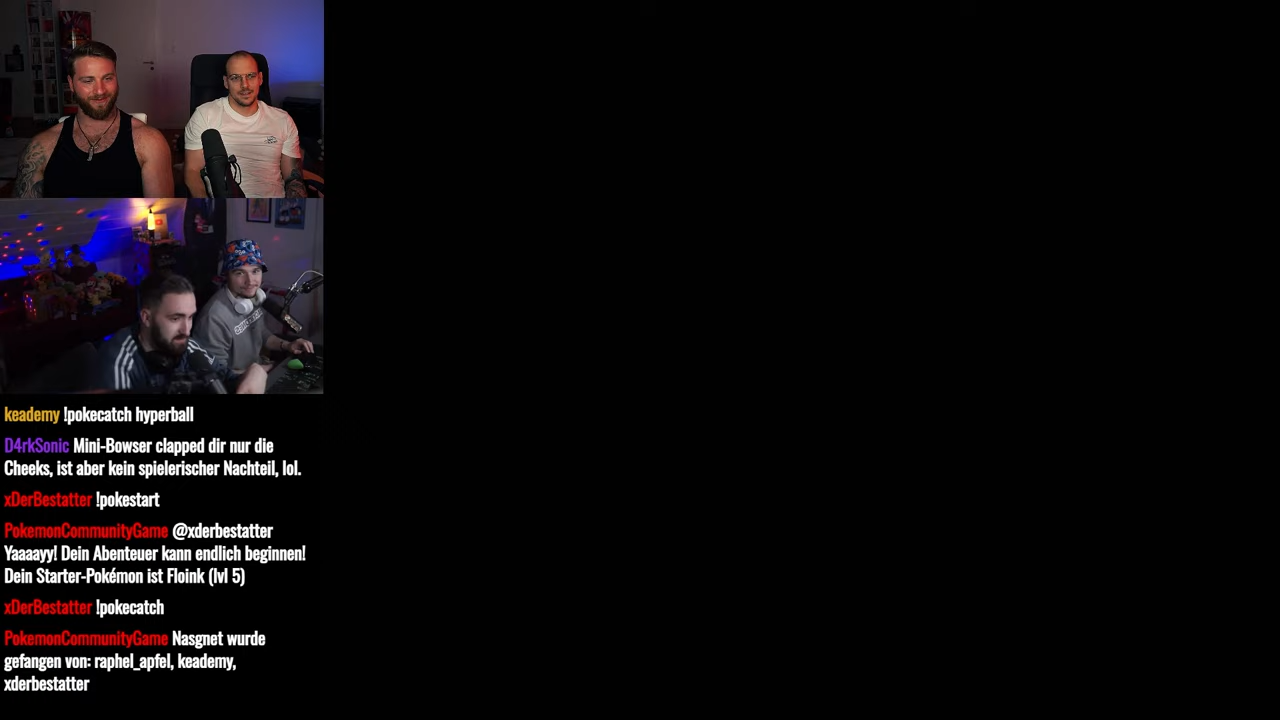 keademy !pokecatch hyperball
D4rkSonic Mini-Bowser clapped dir nur die
Cheeks, ist aber kein spielerischer Nachteil, lol.
xDerBestatter !pokestart
PokemonCommunityGame @xderbestatter
Yaaaayy! Dein Abenteuer kann endlich beginnen!
Dein Starter-Pokémon ist Floink (lvl 5)
xDerBestatter !pokecatch
PokemonCommunityGame Nasgnet wurde
gefangen von: raphel_apfel, keademy,
xderbestatter